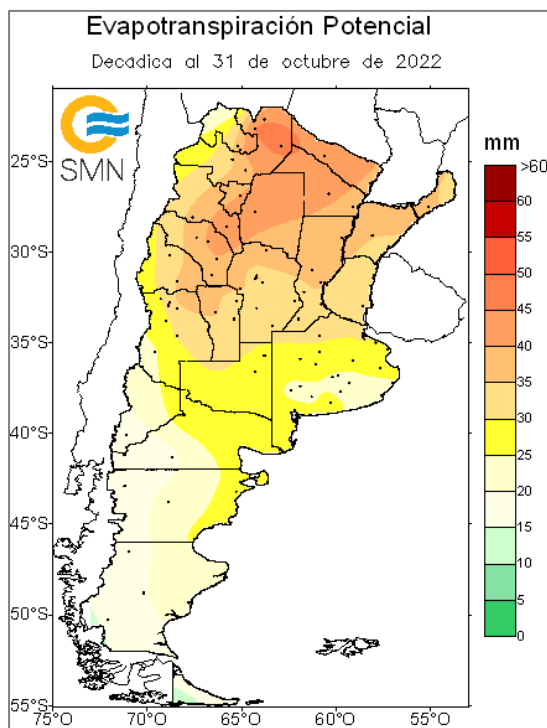 Evapotranspiración Potencial
Decadica al 31 de octubre de 2022
SMN
mm
>60
60
55
50
45
40
35
30
25
20
15
10
5
0
25°S
30°S
35°S
40°S
45°S
50°S
55°S
75°O
70°O
65°O
60°O
55°O